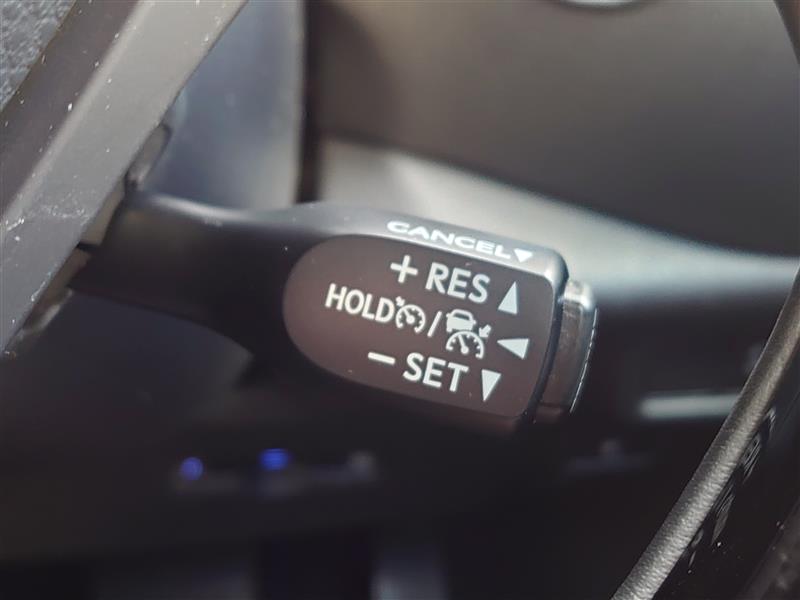 CANCEL▼
+ RES ▲
HOLD / ◄
− SET ▼